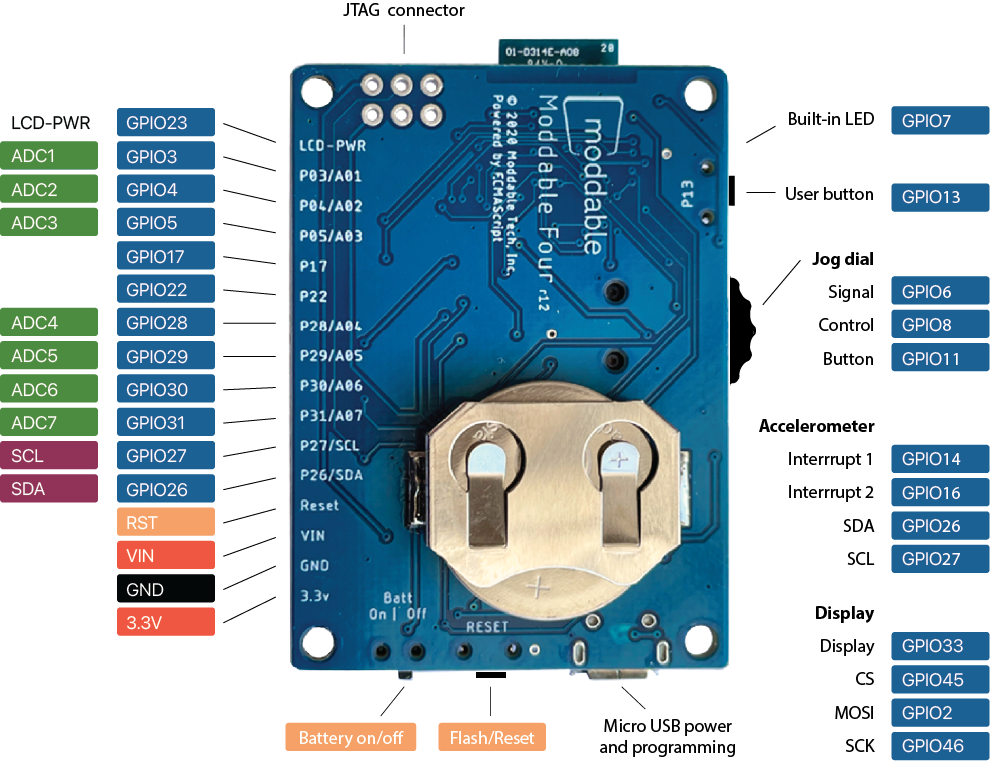 JTAG connector
LCD-PWR GPIO23
ADC1 GPIO3
ADC2 GPIO4
ADC3 GPIO5
GPIO17
GPIO22
ADC4 GPIO28
ADC5 GPIO29
ADC6 GPIO30
ADC7 GPIO31
SCL GPIO27
SDA GPIO26
RST
VIN
GND
3.3V
01-D314E-A08
20
LCD-PWR
P03/A01
P04/A02
P05/A03
P17
P22
P28/A04
P29/A05
P30/A06
P31/A07
P27/SCL
P26/SDA
Reset
VIN
GND
3.3v
moddable
Moddable Four r12
© 2020 Moddable Tech, Inc.
Powered by ECMAScript
P13
Batt
On | Off
RESET
+
+
Battery on/off
Flash/Reset
Micro USB power
and programming
Built-in LED GPIO7
User button GPIO13
Jog dial
Signal GPIO6
Control GPIO8
Button GPIO11
Accelerometer
Interrrupt 1 GPIO14
Interrrupt 2 GPIO16
SDA GPIO26
SCL GPIO27
Display
Display GPIO33
CS GPIO45
MOSI GPIO2
SCK GPIO46